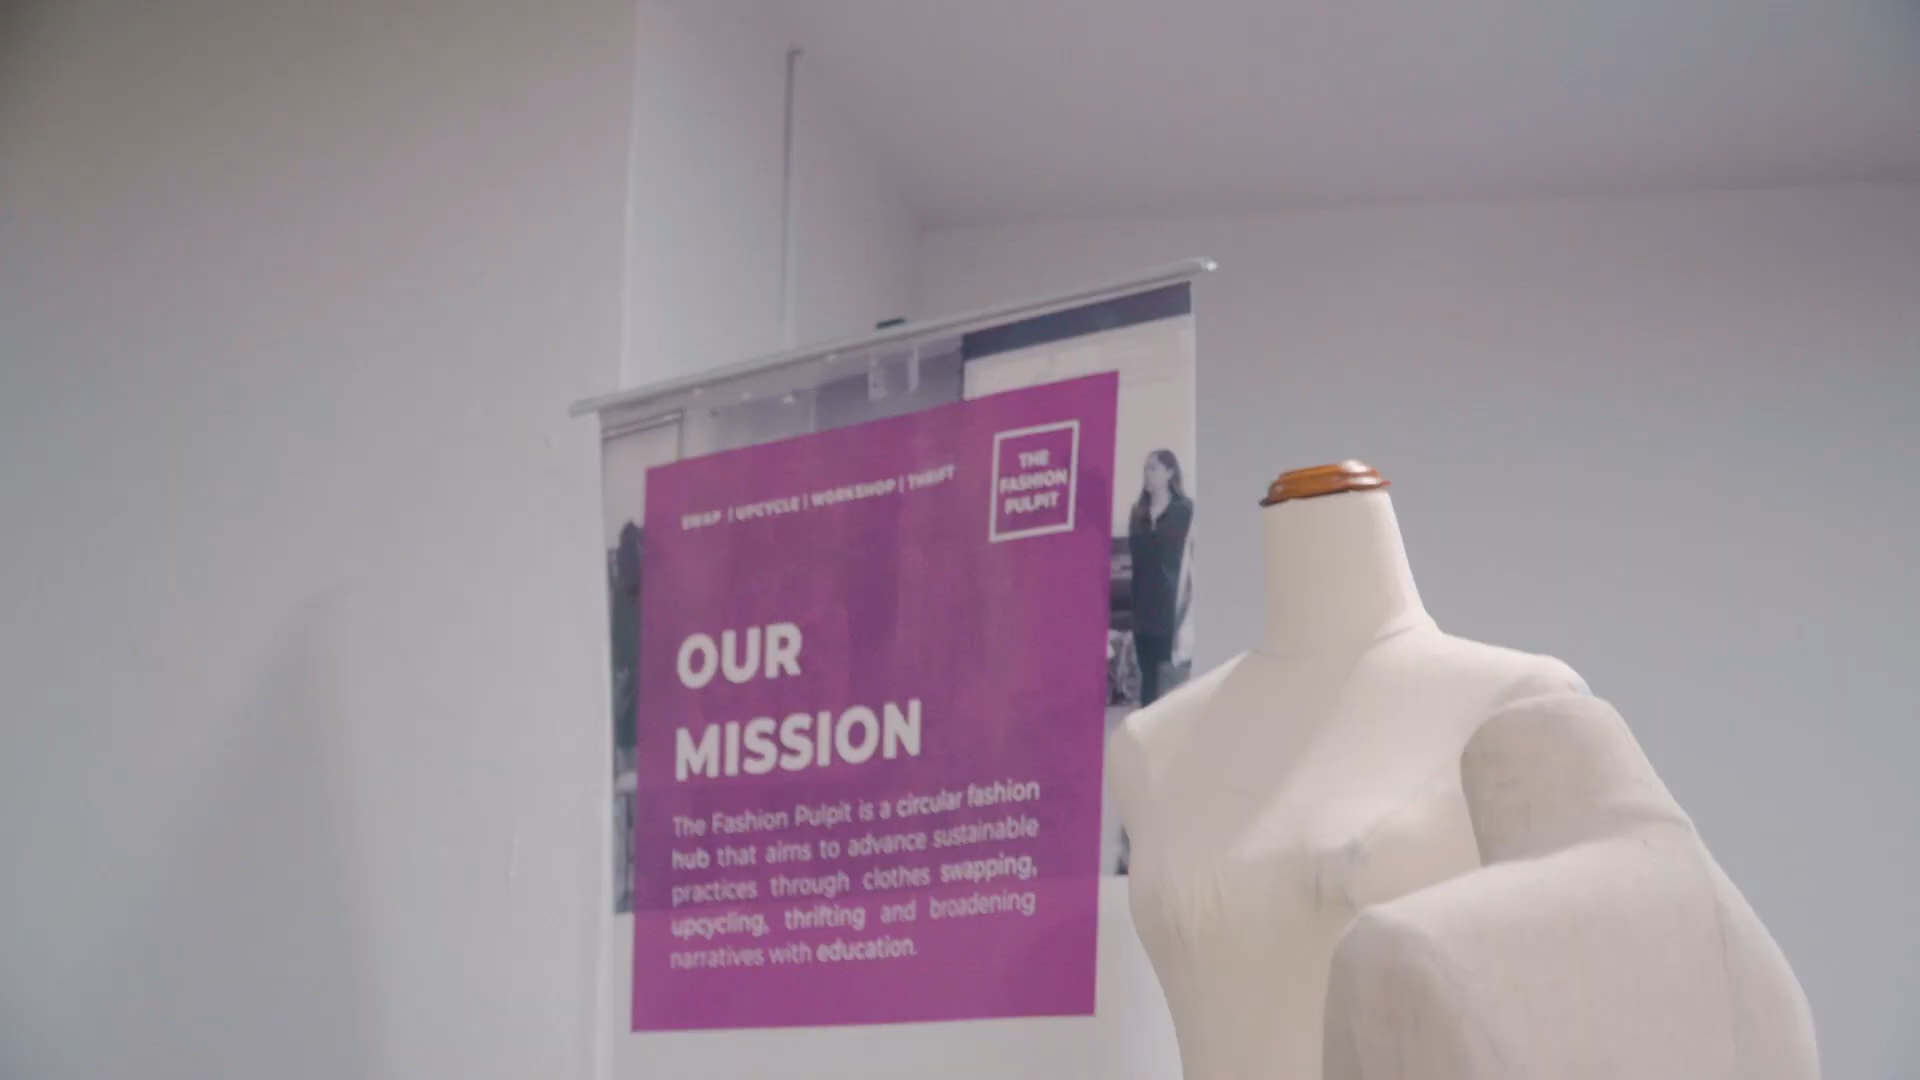 SWAP | UPCYCLE | WORKSHOP | THRIFT
THE
FASHION
PULPIT
OUR
MISSION
The Fashion Pulpit is a circular fashion
hub that aims to advance sustainable
practices through clothes swapping,
upcycling, thrifting and broadening
narratives with education.